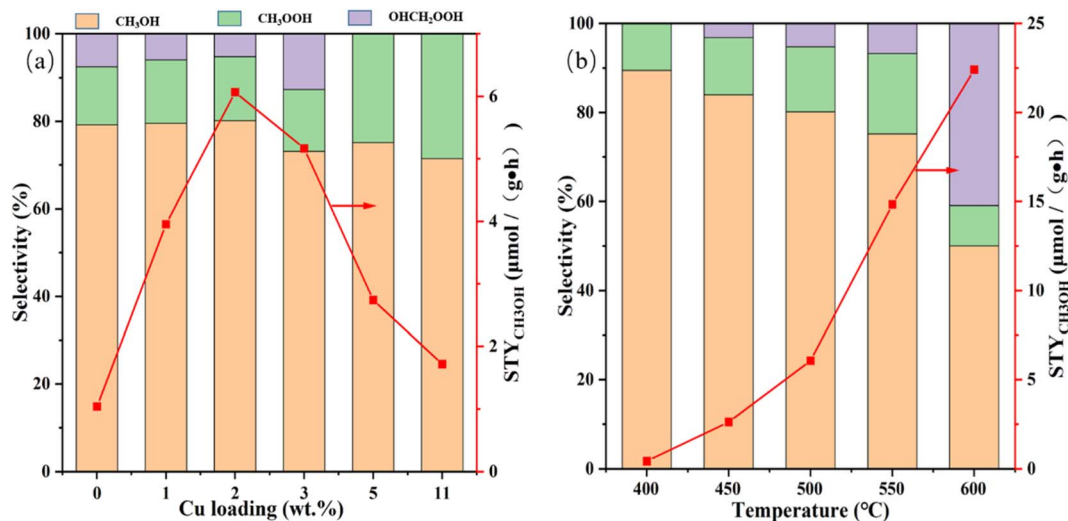 CH₃OH CH₃OOH OHCH₂OOH
(a)
100
80
60
40
20
0
Selectivity (%)
0 1 2 3 5 11
Cu loading (wt.%)
6
4
2
0
STY_CH3OH (μmol /（g•h）)
(b)
100
80
60
40
20
0
Selectivity (%)
400 450 500 550 600
Temperature (℃)
25
20
15
10
5
0
STY_CH3OH (μmol /（g•h）)